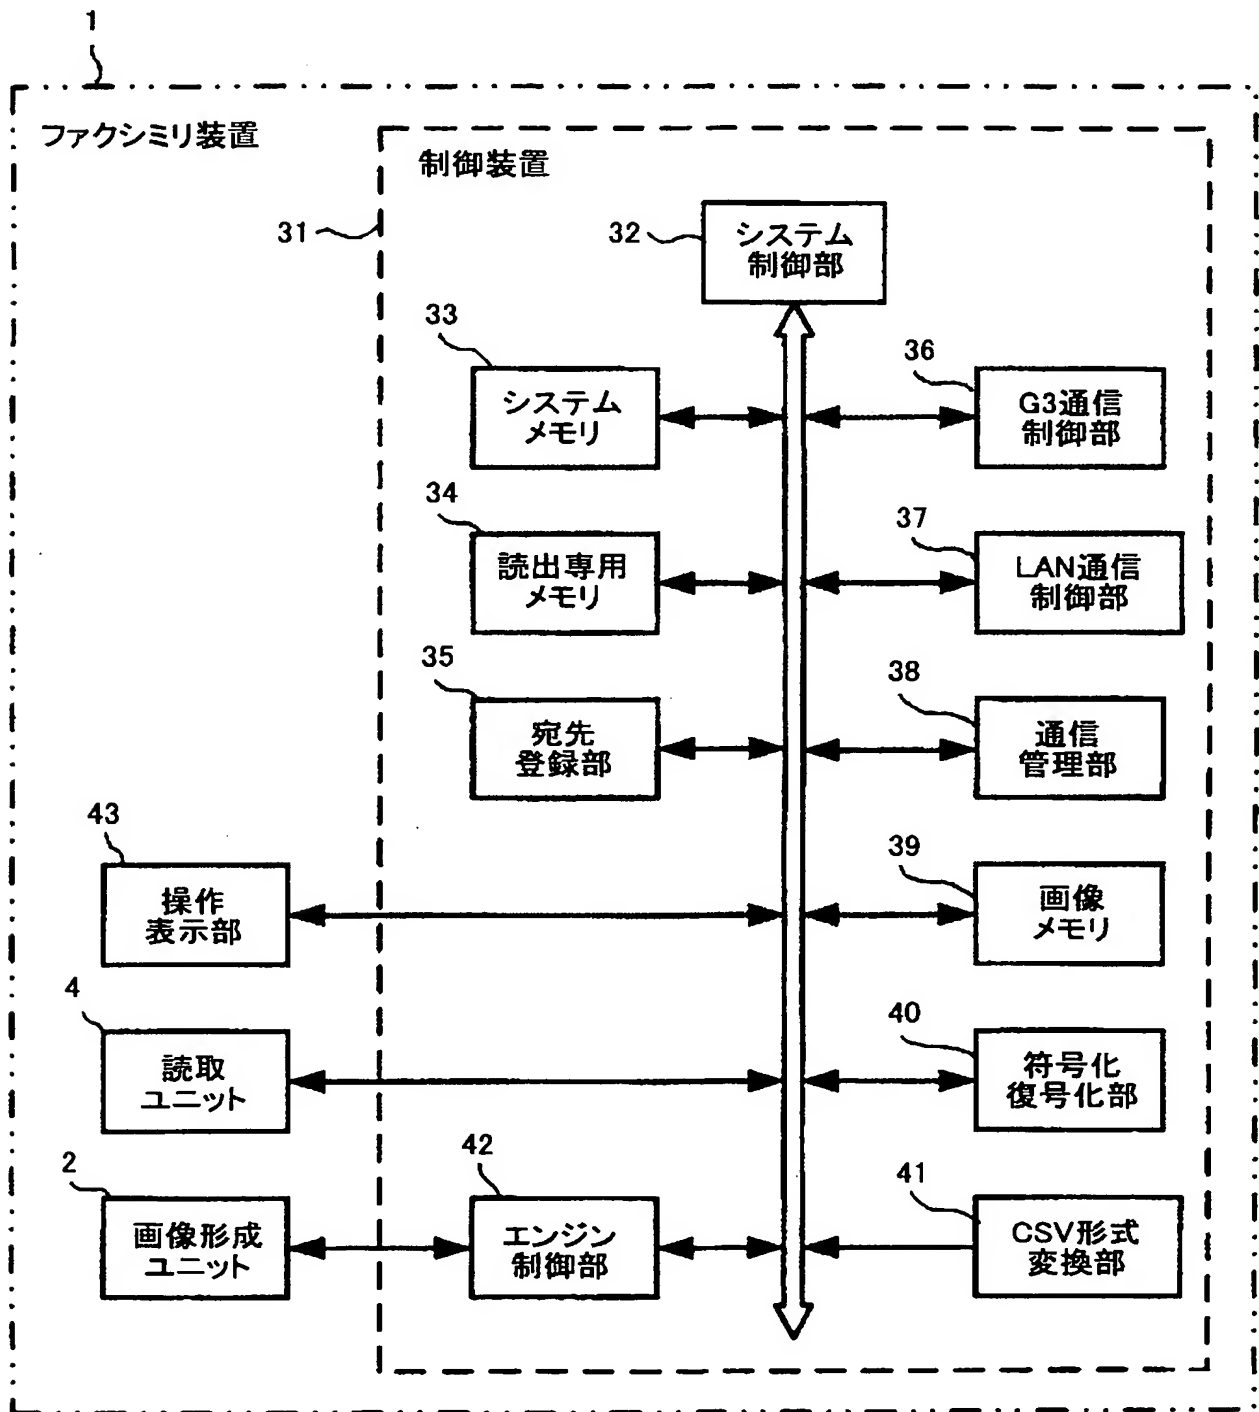 1
ファクシミリ装置
制御装置
31
32
システム
制御部
33
システム
メモリ
36
G3通信
制御部
34
読出専用
メモリ
37
LAN通信
制御部
35
宛先
登録部
38
通信
管理部
43
操作
表示部
39
画像
メモリ
4
読取
ユニット
40
符号化
復号化部
2
画像形成
ユニット
42
エンジン
制御部
41
CSV形式
変換部